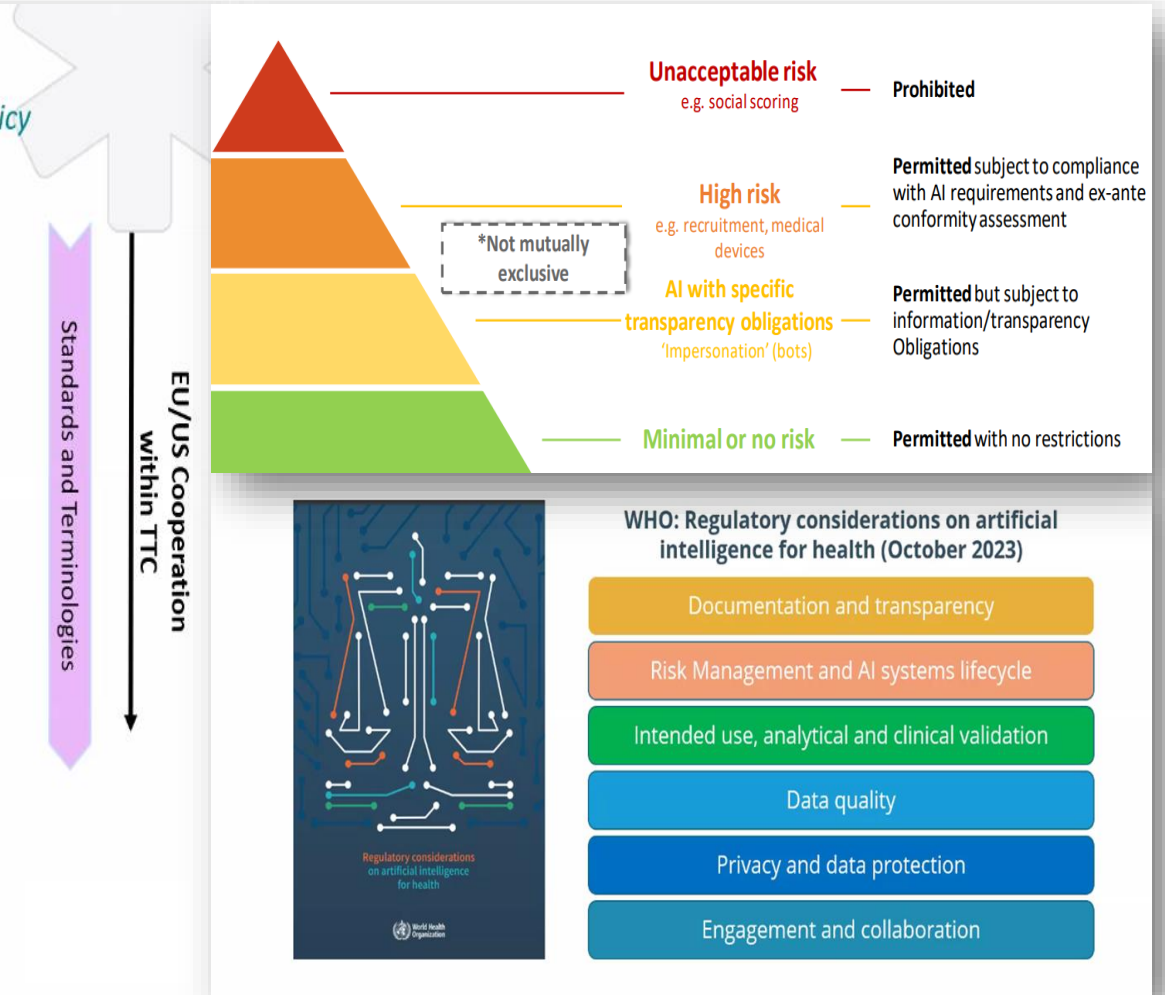 icy
Standards and Terminologies
EU/US Cooperation
within TTC
Unacceptable risk
e.g. social scoring
Prohibited
High risk
e.g. recruitment, medical
devices
Permitted subject to compliance
with AI requirements and ex-ante
conformity assessment
*Not mutually
exclusive
AI with specific
transparency obligations
'Impersonation' (bots)
Permitted but subject to
information/transparency
Obligations
Minimal or no risk
Permitted with no restrictions
Regulatory considerations
on artificial intelligence
for health
World Health
Organization
WHO: Regulatory considerations on artificial
intelligence for health (October 2023)
Documentation and transparency
Risk Management and AI systems lifecycle
Intended use, analytical and clinical validation
Data quality
Privacy and data protection
Engagement and collaboration